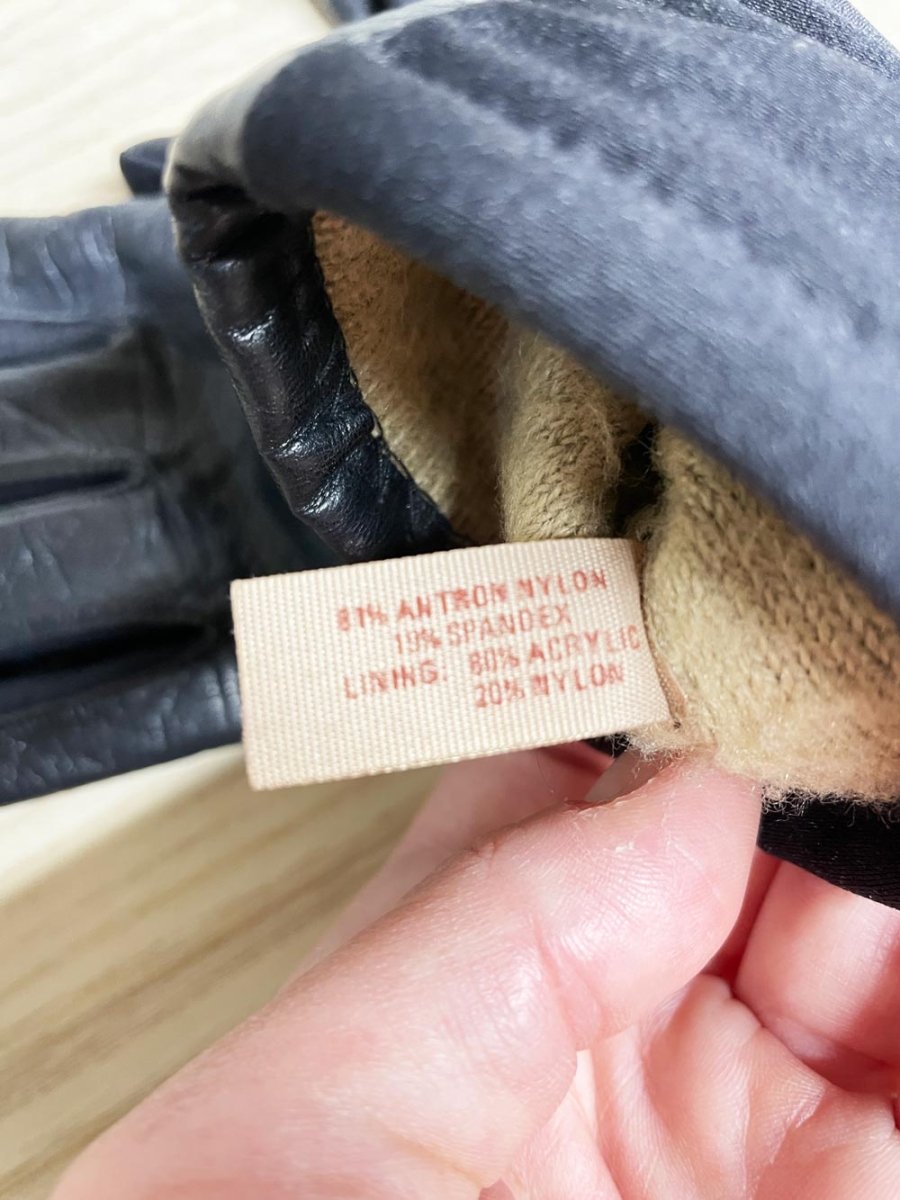 81% ANTRON NYLON
19% SPANDEX
LINING: 80% ACRYLIC
20% NYLON